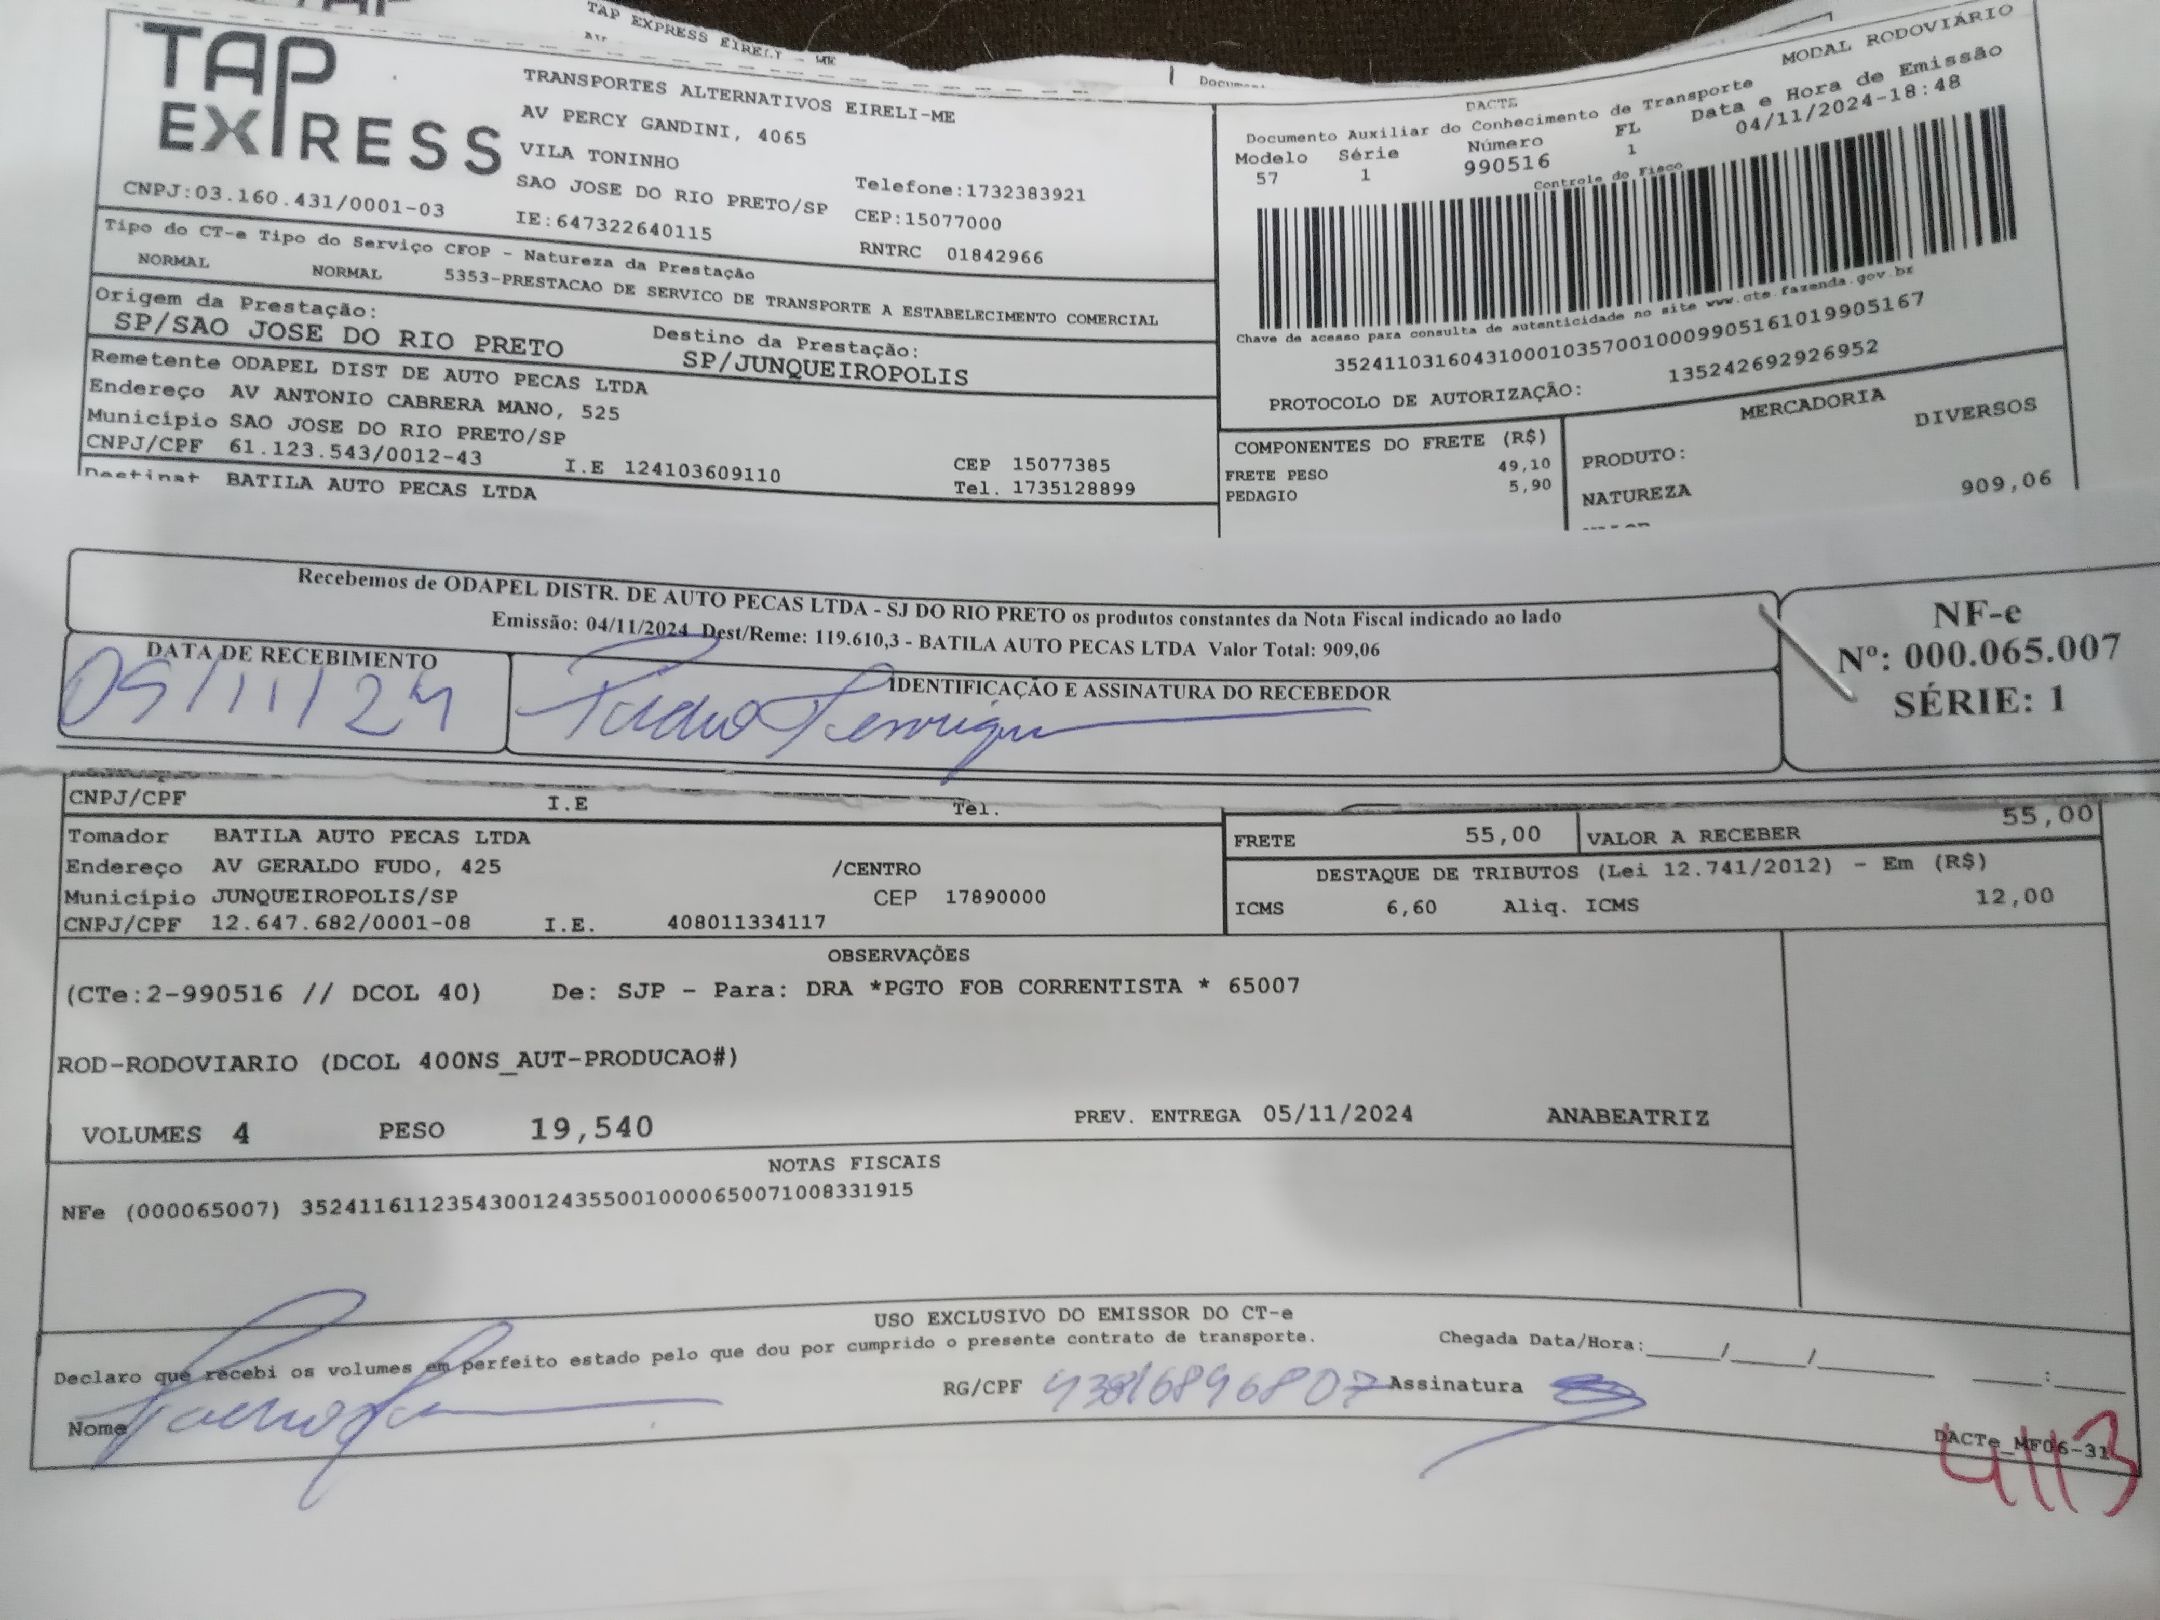 TAP EXPRESS EIRELI - ME
TAP
EXPRESS
TRANSPORTES ALTERNATIVOS EIRELI-ME
AV PERCY GANDINI, 4065
VILA TONINHO
SAO JOSE DO RIO PRETO/SP
Telefone:1732383921
CNPJ:03.160.431/0001-03
IE:647322640115
CEP:15077000
RNTRC 01842966
MODAL RODOVIÁRIO
DACTE
Documento Auxiliar do Conhecimento de Transporte
Data e Hora de Emissão
Modelo Série Número FL
57 1 990516 1
04/11/2024-18:48
Controle do Fisco
Chave de acesso para consulta de autenticidade no site www.cte.fazenda.gov.br
35241103160431000103570010009905161019905167
PROTOCOLO DE AUTORIZAÇÃO: 135242692926952
Tipo do CT-e Tipo do Serviço CFOP - Natureza da Prestação
NORMAL NORMAL 5353-PRESTACAO DE SERVICO DE TRANSPORTE A ESTABELECIMENTO COMERCIAL
Origem da Prestação:
SP/SAO JOSE DO RIO PRETO
Destino da Prestação:
SP/JUNQUEIROPOLIS
Remetente ODAPEL DIST DE AUTO PECAS LTDA
Endereço AV ANTONIO CABRERA MANO, 525
Município SAO JOSE DO RIO PRETO/SP
CEP 15077385
CNPJ/CPF 61.123.543/0012-43 I.E 124103609110 Tel. 1735128899
Destinat BATILA AUTO PECAS LTDA
COMPONENTES DO FRETE (R$)
FRETE PESO 49,10
PEDAGIO 5,90
MERCADORIA
PRODUTO: DIVERSOS
NATUREZA
909,06
Recebemos de ODAPEL DISTR. DE AUTO PECAS LTDA - SJ DO RIO PRETO os produtos constantes da Nota Fiscal indicado ao lado
Emissão: 04/11/2024 Dest/Reme: 119.610,3 - BATILA AUTO PECAS LTDA Valor Total: 909,06
DATA DE RECEBIMENTO
05/11/24
IDENTIFICAÇÃO E ASSINATURA DO RECEBEDOR
NF-e
Nº: 000.065.007
SÉRIE: 1
CNPJ/CPF I.E Tel.
Tomador BATILA AUTO PECAS LTDA
Endereço AV GERALDO FUDO, 425 /CENTRO
Município JUNQUEIROPOLIS/SP CEP 17890000
CNPJ/CPF 12.647.682/0001-08 I.E. 408011334117
FRETE 55,00 VALOR A RECEBER 55,00
DESTAQUE DE TRIBUTOS (Lei 12.741/2012) - Em (R$)
ICMS 6,60 Aliq. ICMS 12,00
OBSERVAÇÕES
(CTe:2-990516 // DCOL 40) De: SJP - Para: DRA *PGTO FOB CORRENTISTA * 65007
ROD-RODOVIARIO (DCOL 400NS_AUT-PRODUCAO#)
VOLUMES 4 PESO 19,540 PREV. ENTREGA 05/11/2024 ANABEATRIZ
NOTAS FISCAIS
NFe (000065007) 35241161123543001243550010000650071008331915
USO EXCLUSIVO DO EMISSOR DO CT-e
Declaro que recebi os volumes em perfeito estado pelo que dou por cumprido o presente contrato de transporte.
Chegada Data/Hora:____/____/______ ___:___
Nome
RG/CPF 43816896807 Assinatura
DACTe_MF06-31
4113